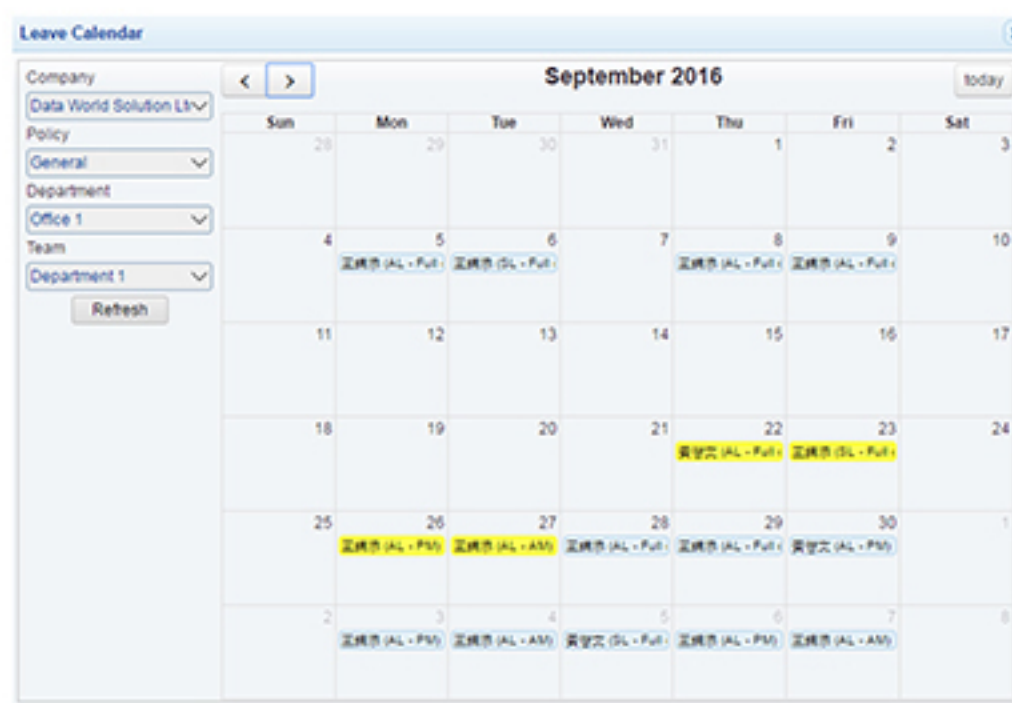 Leave Calendar
Company
Data World Solution Lt
Policy
General
Department
Office 1
Team
Department 1
Refresh
< >
September 2016
today
Sun Mon Tue Wed Thu Fri Sat
28 29 30 31 1 2 3
4 5 6 7 8 9 10
(AL - Full (SL - Full (AL - Full (AL - Full
11 12 13 14 15 16 17
18 19 20 21 22 23 24
(AL - Full (SL - Full
25 26 27 28 29 30 1
(AL - PM) (AL - AM) (AL - Full (AL - Full (AL - PM)
2 3 4 5 6 7 8
(AL - PM) (AL - AM) (SL - Full (AL - PM) (AL - AM)